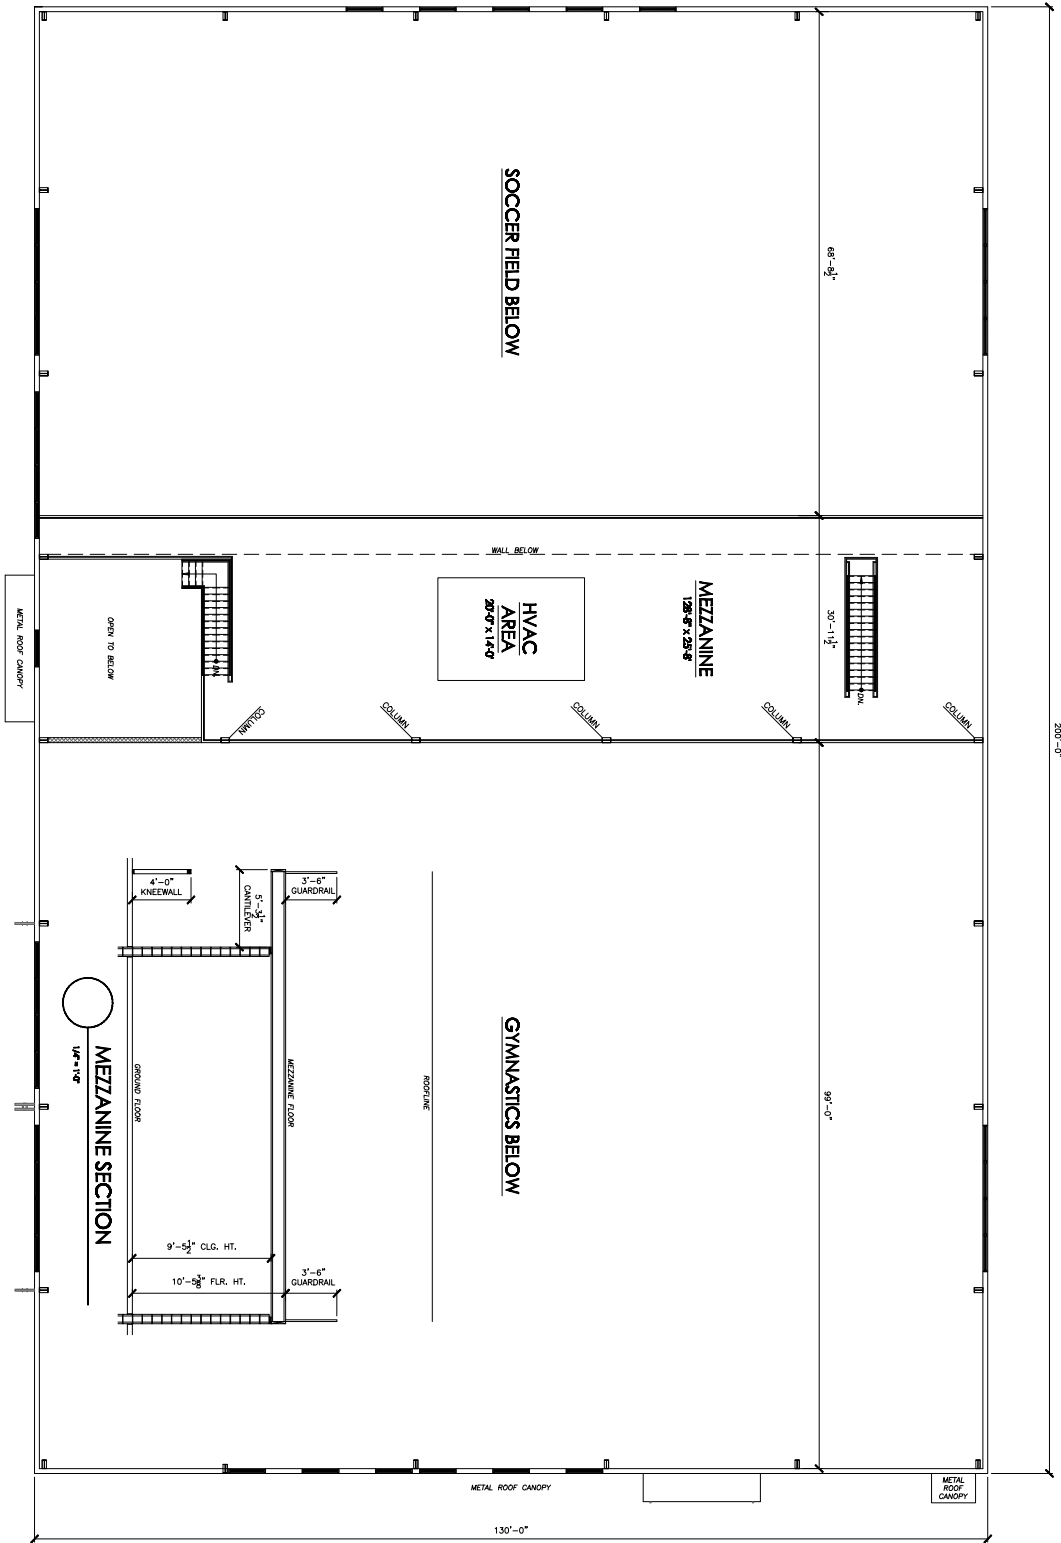 SOCCER FIELD BELOW
68'-8½"
WALL BELOW
MEZZANINE
128'-8" x 25'-8"
HVAC
AREA
20'-0" x 14'-0"
30'-11½"
DN.
DN.
OPEN TO BELOW
METAL ROOF CANOPY
COLUMN
COLUMN
COLUMN
COLUMN
COLUMN
200'-0"
4'-0"
KNEEWALL
5'-3½"
CANTILEVER
3'-6"
GUARDRAIL
GYMNASTICS BELOW
99'-0"
ROOFLINE
MEZZANINE FLOOR
GROUND FLOOR
MEZZANINE SECTION
1/4" = 1'-0"
9'-5½" CLG. HT.
10'-5⅜" FLR. HT.
3'-6"
GUARDRAIL
METAL ROOF CANOPY
METAL
ROOF
CANOPY
130'-0"